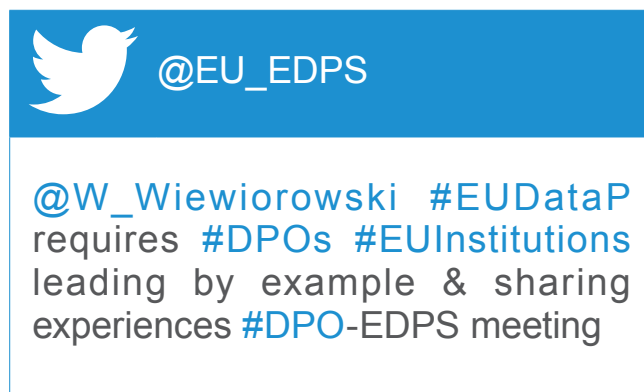 @EU_EDPS
@W_Wiewiorowski #EUDataP
requires #DPOs #EUInstitutions
leading by example & sharing
experiences #DPO-EDPS meeting